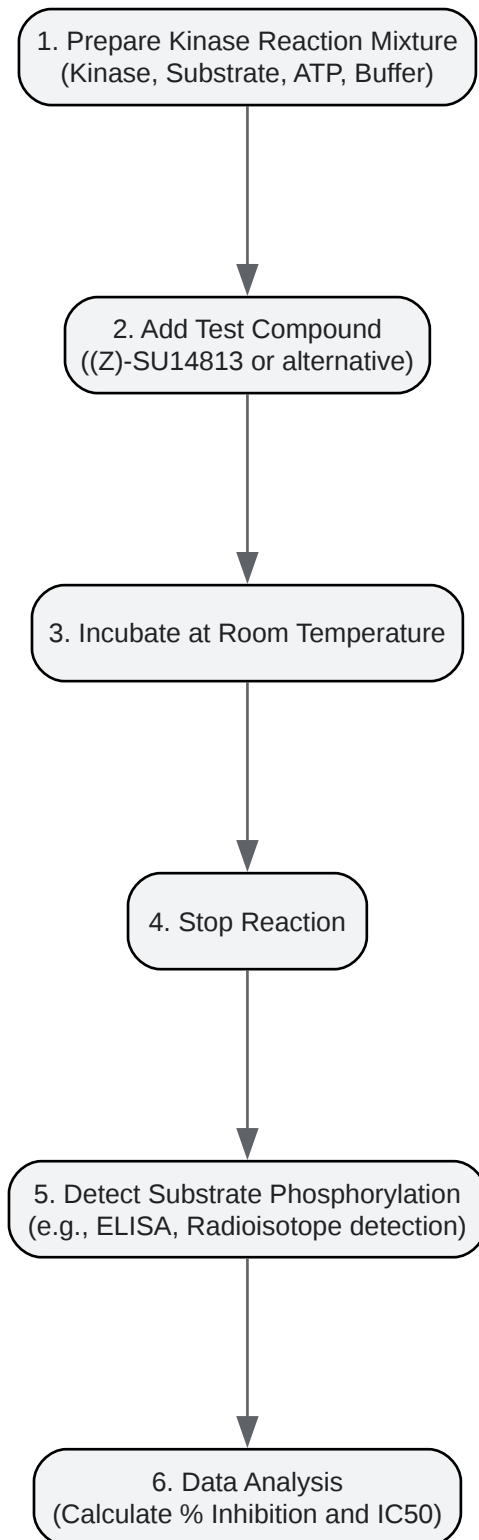 1. Prepare Kinase Reaction Mixture
(Kinase, Substrate, ATP, Buffer)
2. Add Test Compound
((Z)-SU14813 or alternative)
3. Incubate at Room Temperature
4. Stop Reaction
5. Detect Substrate Phosphorylation
(e.g., ELISA, Radioisotope detection)
6. Data Analysis
(Calculate % Inhibition and IC50)